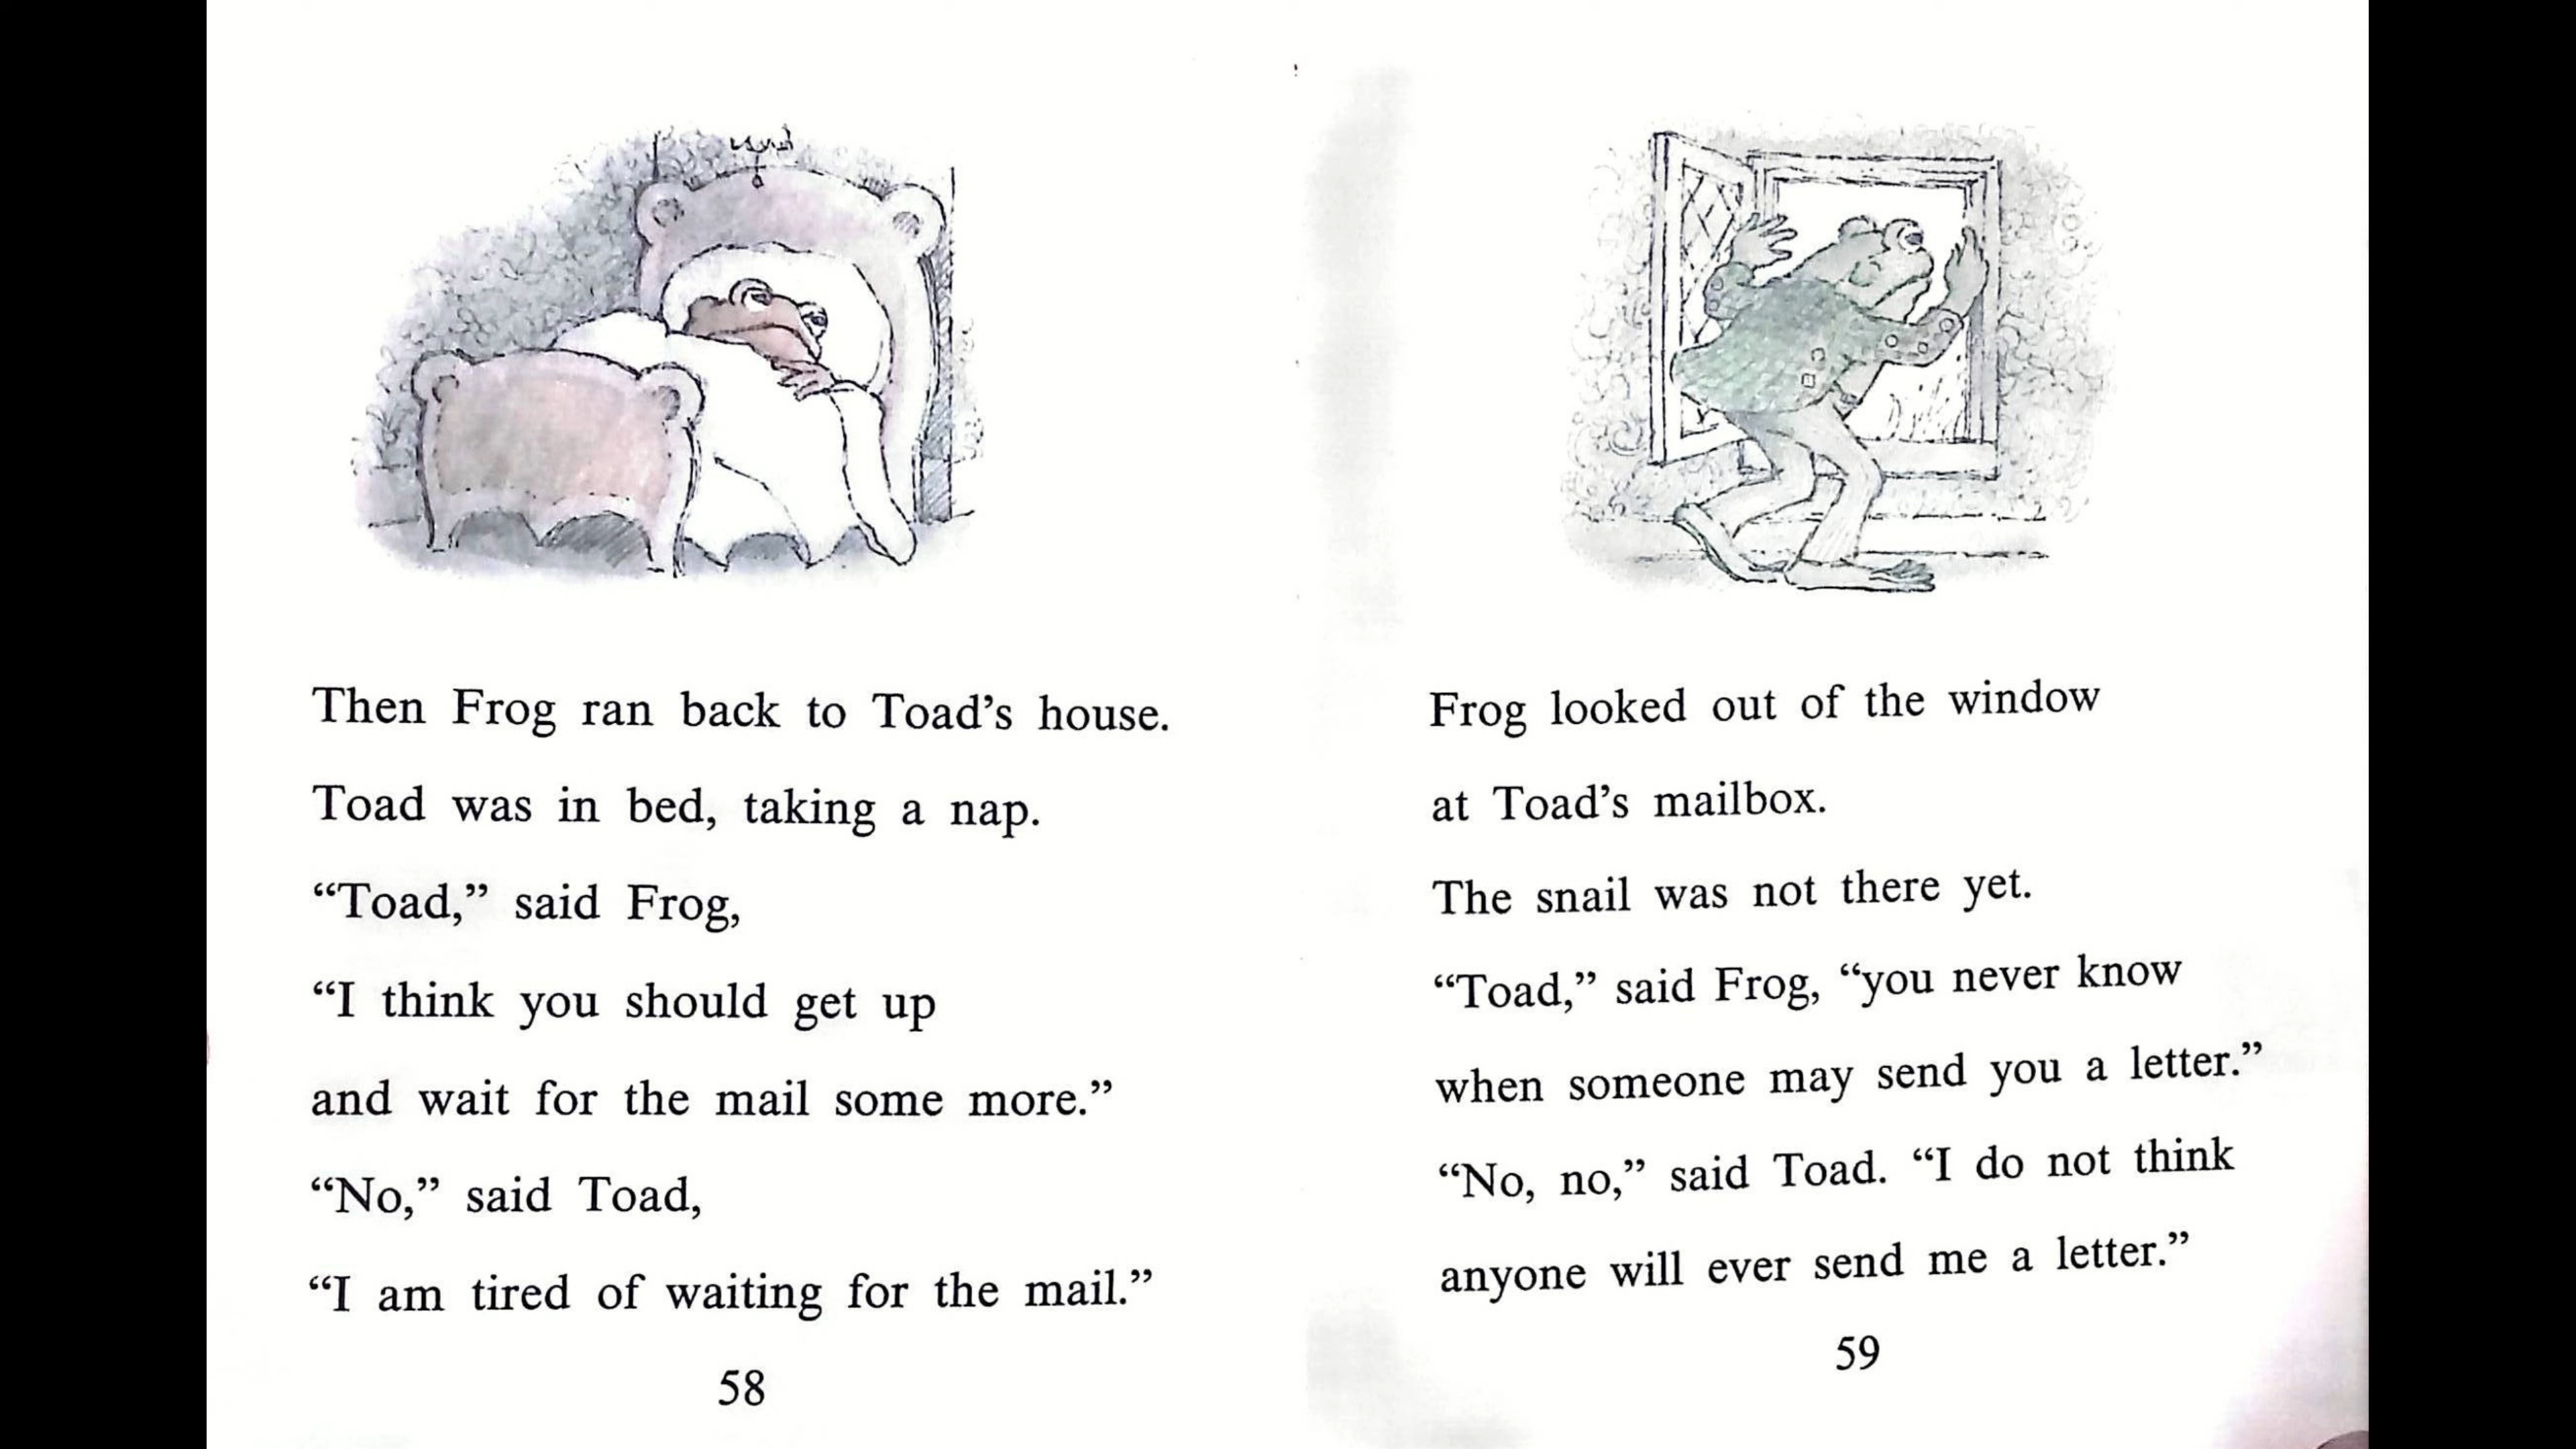 Then Frog ran back to Toad’s house.
Toad was in bed, taking a nap.
“Toad,” said Frog,
“I think you should get up
and wait for the mail some more.”
“No,” said Toad,
“I am tired of waiting for the mail.”
58
Frog looked out of the window
at Toad’s mailbox.
The snail was not there yet.
“Toad,” said Frog, “you never know
when someone may send you a letter.”
“No, no,” said Toad. “I do not think
anyone will ever send me a letter.”
59